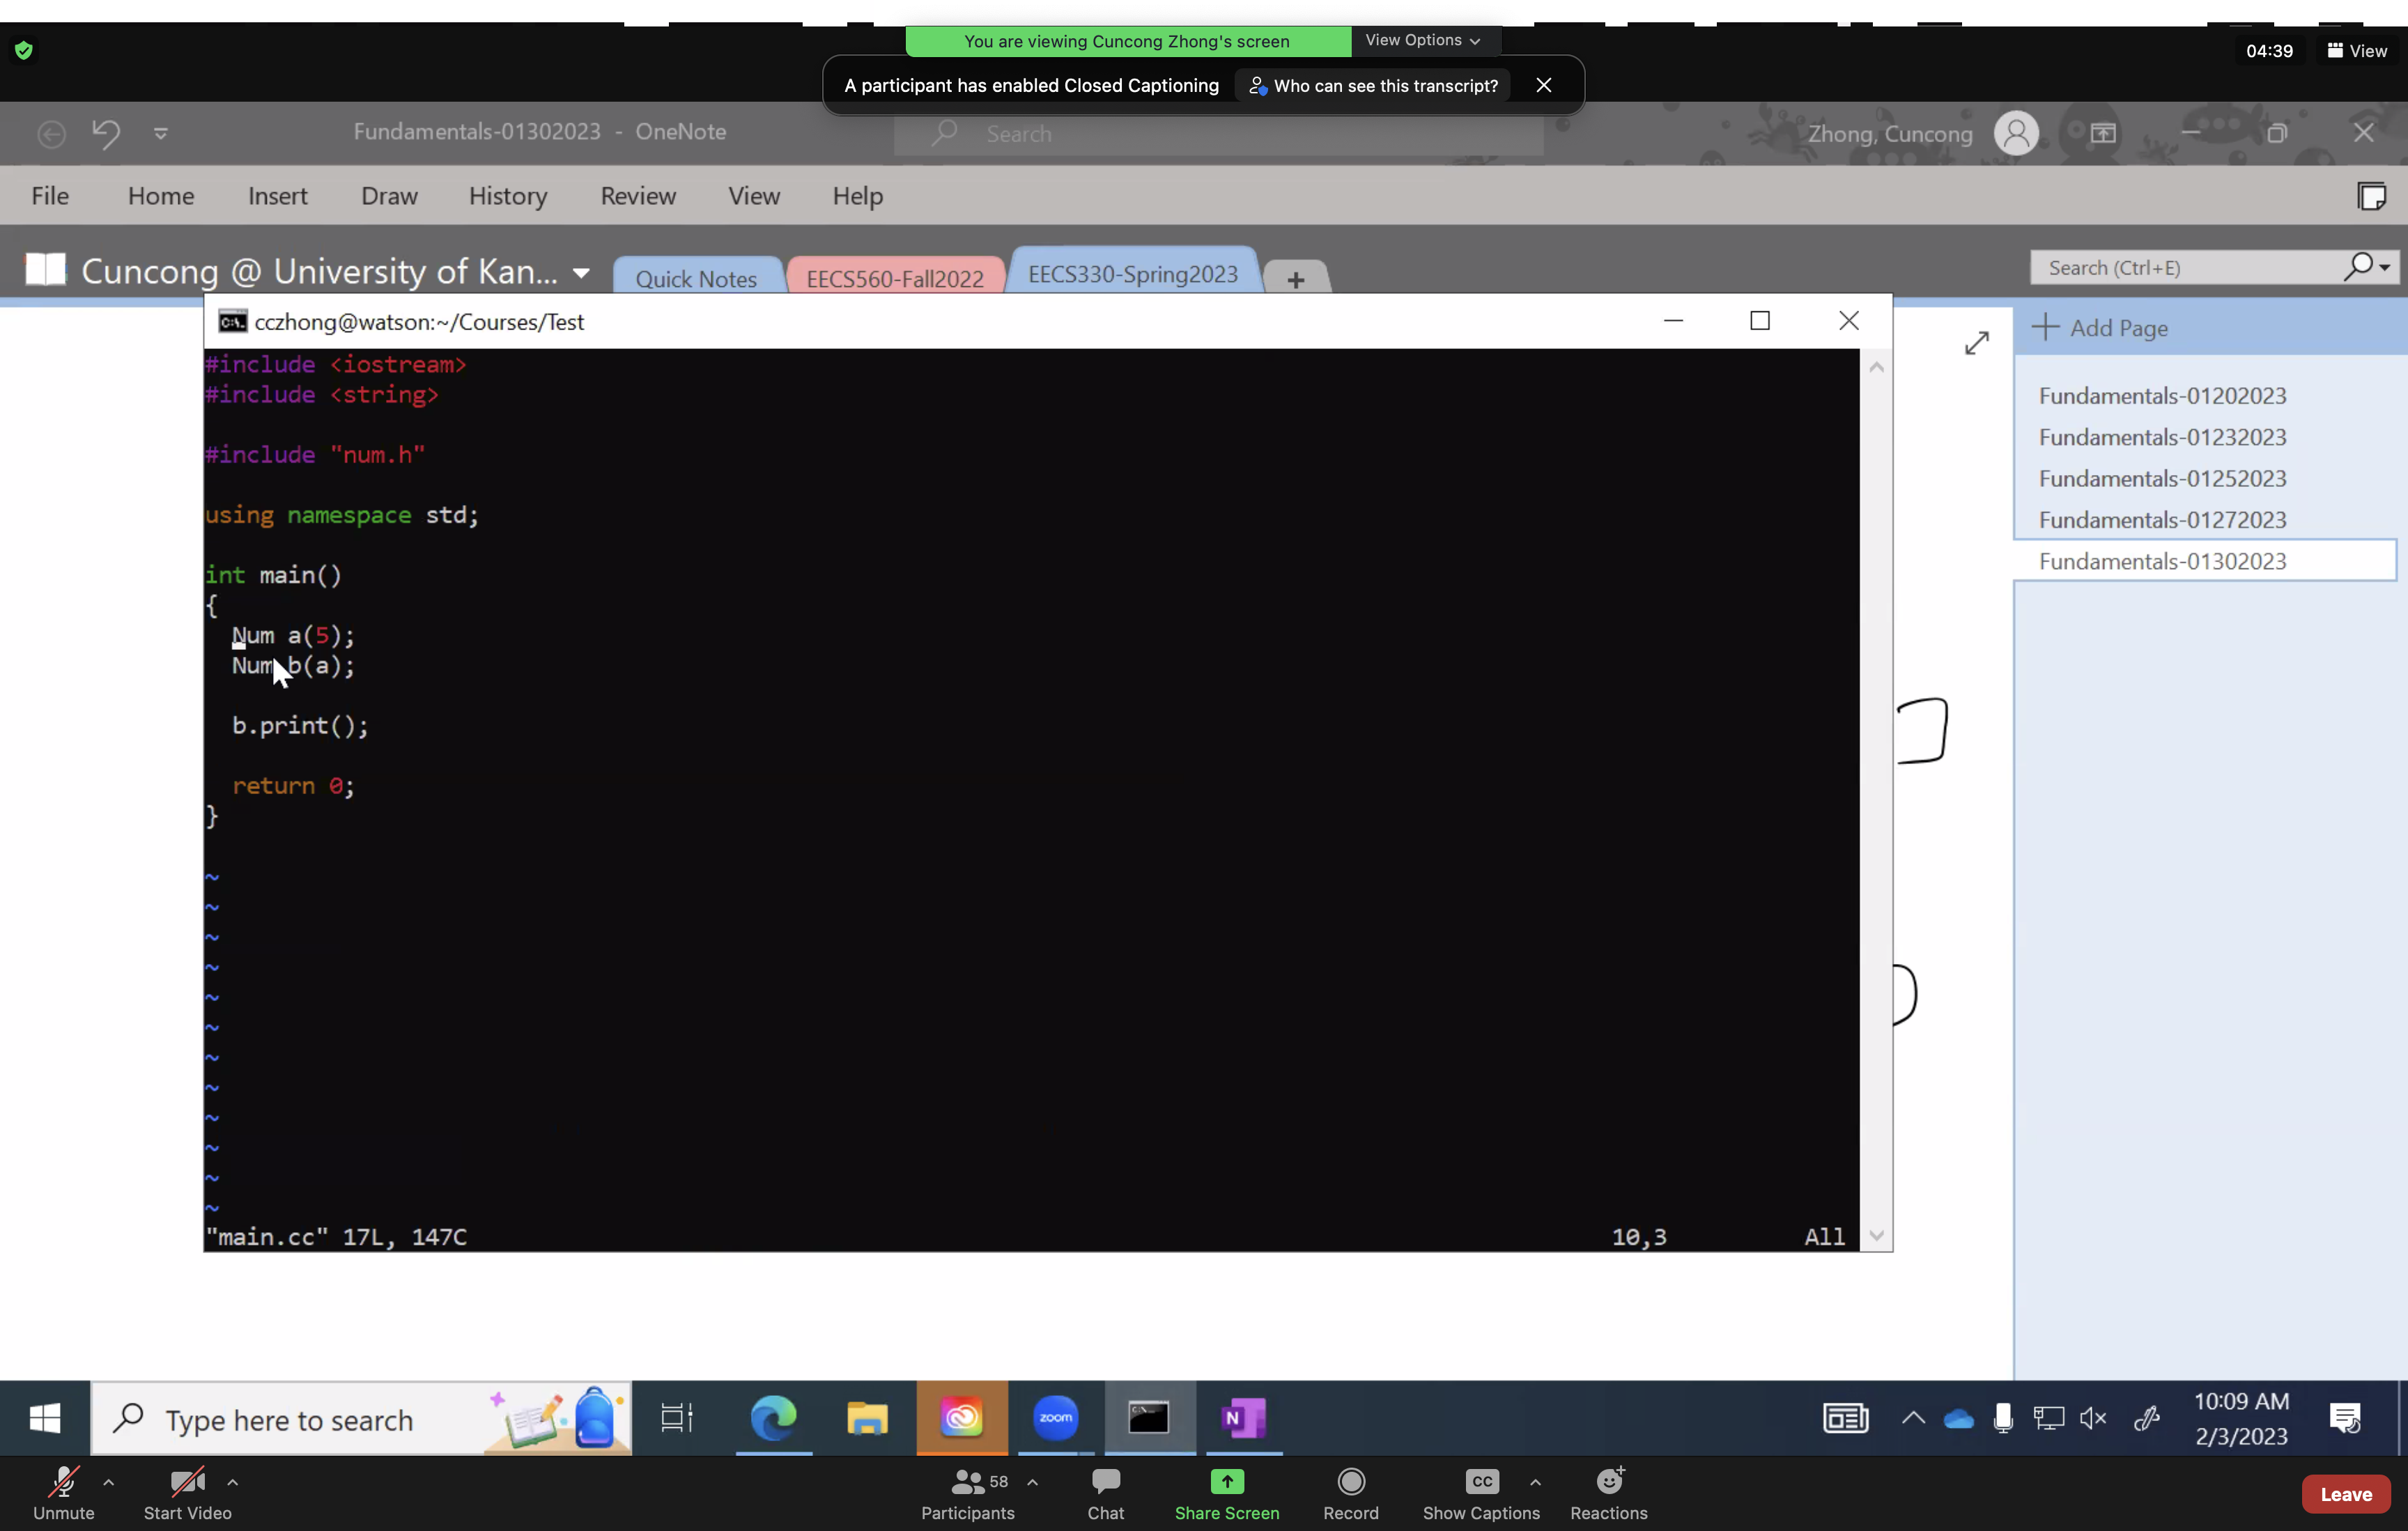 You are viewing Cuncong Zhong's screen
View Options
04:39
View
A participant has enabled Closed Captioning
Who can see this transcript?
Fundamentals-01302023 - OneNote
Search
Zhong, Cuncong
File Home Insert Draw History Review View Help
Cuncong @ University of Kan...
Quick Notes
EECS560-Fall2022
EECS330-Spring2023
+
Search (Ctrl+E)
cczhong@watson:~/Courses/Test
Add Page
Fundamentals-01202023
Fundamentals-01232023
Fundamentals-01252023
Fundamentals-01272023
Fundamentals-01302023
#include <iostream>
#include <string>
#include "num.h"
using namespace std;
int main()
{
Num a(5);
Num b(a);
b.print();
return 0;
}
~
~
~
~
~
~
~
~
~
~
~
~
"main.cc" 17L, 147C 10,3 All
Type here to search
zoom
N
10:09 AM
2/3/2023
Unmute
Start Video
58
Participants
Chat
Share Screen
Record
CC
Show Captions
Reactions
Leave